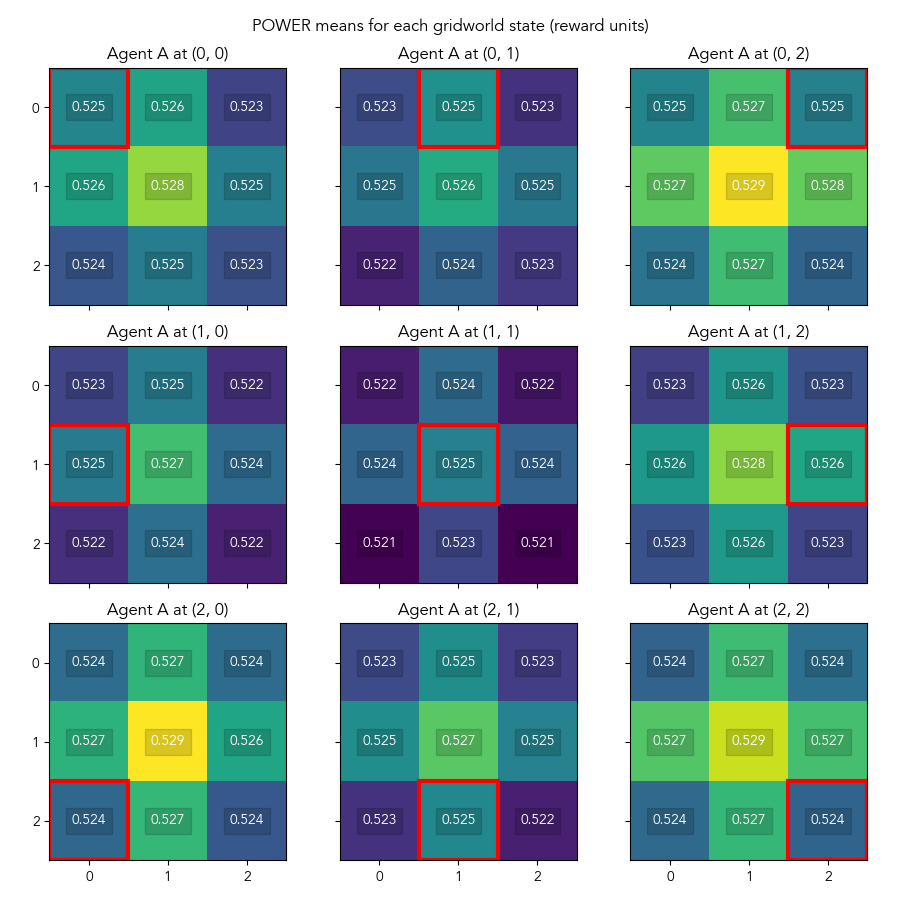 POWER means for each gridworld state (reward units)
Agent A at (0, 0) Agent A at (0, 1) Agent A at (0, 2)
0 0.525 0.526 0.523 0.523 0.525 0.523 0.525 0.527 0.525
1 0.526 0.528 0.525 0.525 0.526 0.525 0.527 0.529 0.528
2 0.524 0.525 0.523 0.522 0.524 0.523 0.524 0.527 0.524
Agent A at (1, 0) Agent A at (1, 1) Agent A at (1, 2)
0 0.523 0.525 0.522 0.522 0.524 0.522 0.523 0.526 0.523
1 0.525 0.527 0.524 0.524 0.525 0.524 0.526 0.528 0.526
2 0.522 0.524 0.522 0.521 0.523 0.521 0.523 0.526 0.523
Agent A at (2, 0) Agent A at (2, 1) Agent A at (2, 2)
0 0.524 0.527 0.524 0.523 0.525 0.523 0.524 0.527 0.524
1 0.527 0.529 0.526 0.525 0.527 0.525 0.527 0.529 0.527
2 0.524 0.527 0.524 0.523 0.525 0.522 0.524 0.527 0.524
0 1 2 0 1 2 0 1 2